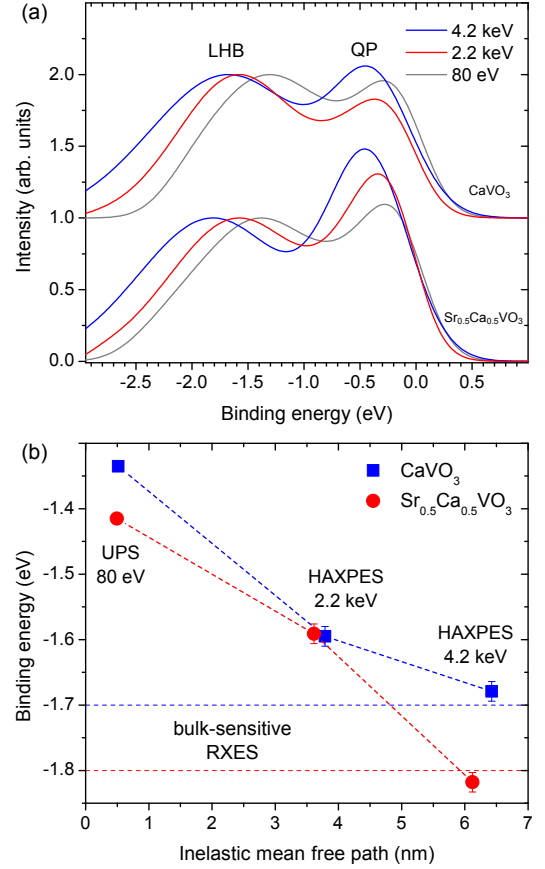 (a)
4.2 keV
2.2 keV
80 eV
LHB
QP
CaVO₃
Sr₀.₅Ca₀.₅VO₃
Intensity (arb. units)
2.0
1.5
1.0
0.5
0.0
-2.5 -2.0 -1.5 -1.0 -0.5 0.0 0.5
Binding energy (eV)
(b)
CaVO₃
Sr₀.₅Ca₀.₅VO₃
UPS
80 eV
HAXPES
2.2 keV
HAXPES
4.2 keV
bulk-sensitive
RXES
Binding energy (eV)
-1.4
-1.5
-1.6
-1.7
-1.8
0 1 2 3 4 5 6 7
Inelastic mean free path (nm)